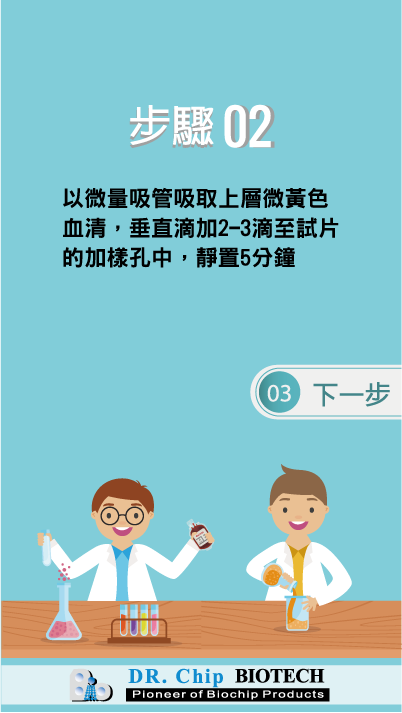 步驟 02
以微量吸管吸取上層微黃色
血清，垂直滴加2-3滴至試片
的加樣孔中，靜置5分鐘
03 下一步
DR. Chip BIOTECH
Pioneer of Biochip Products